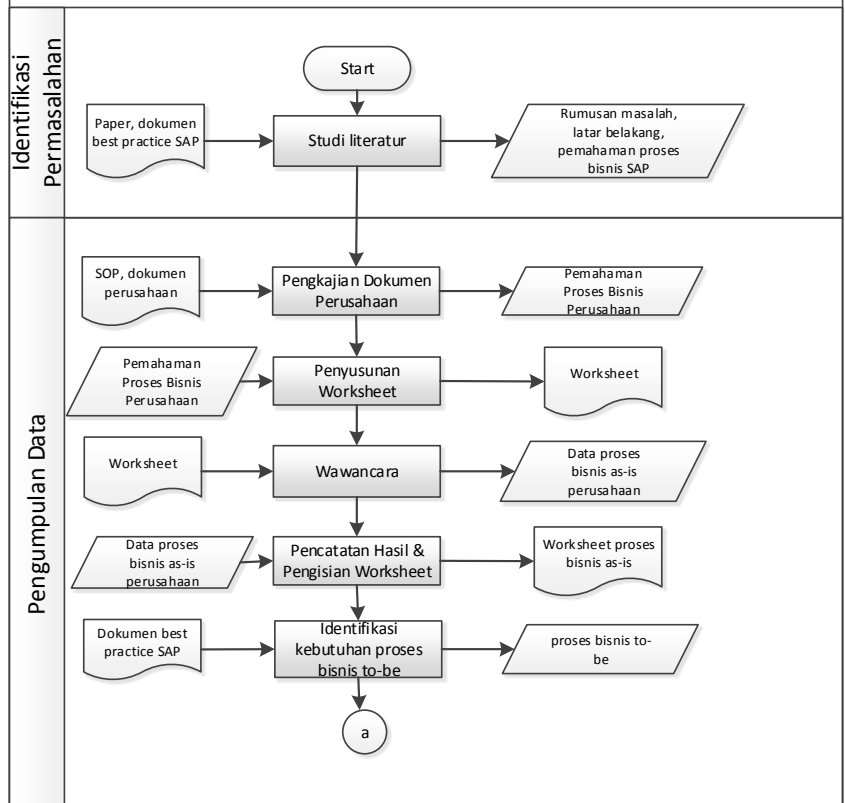 Identifikasi
Permasalahan
Start
Paper, dokumen
best practice SAP
Studi literatur
Rumusan masalah,
latar belakang,
pemahaman proses
bisnis SAP
Pengumpulan Data
SOP, dokumen
perusahaan
Pengkajian Dokumen
Perusahaan
Pemahaman
Proses Bisnis
Perusahaan
Pemahaman
Proses Bisnis
Perusahaan
Penyusunan
Worksheet
Worksheet
Worksheet
Wawancara
Data proses
bisnis as-is
perusahaan
Data proses
bisnis as-is
perusahaan
Pencatatan Hasil &
Pengisian Worksheet
Worksheet proses
bisnis as-is
Dokumen best
practice SAP
Identifikasi
kebutuhan proses
bisnis to-be
proses bisnis to-
be
a